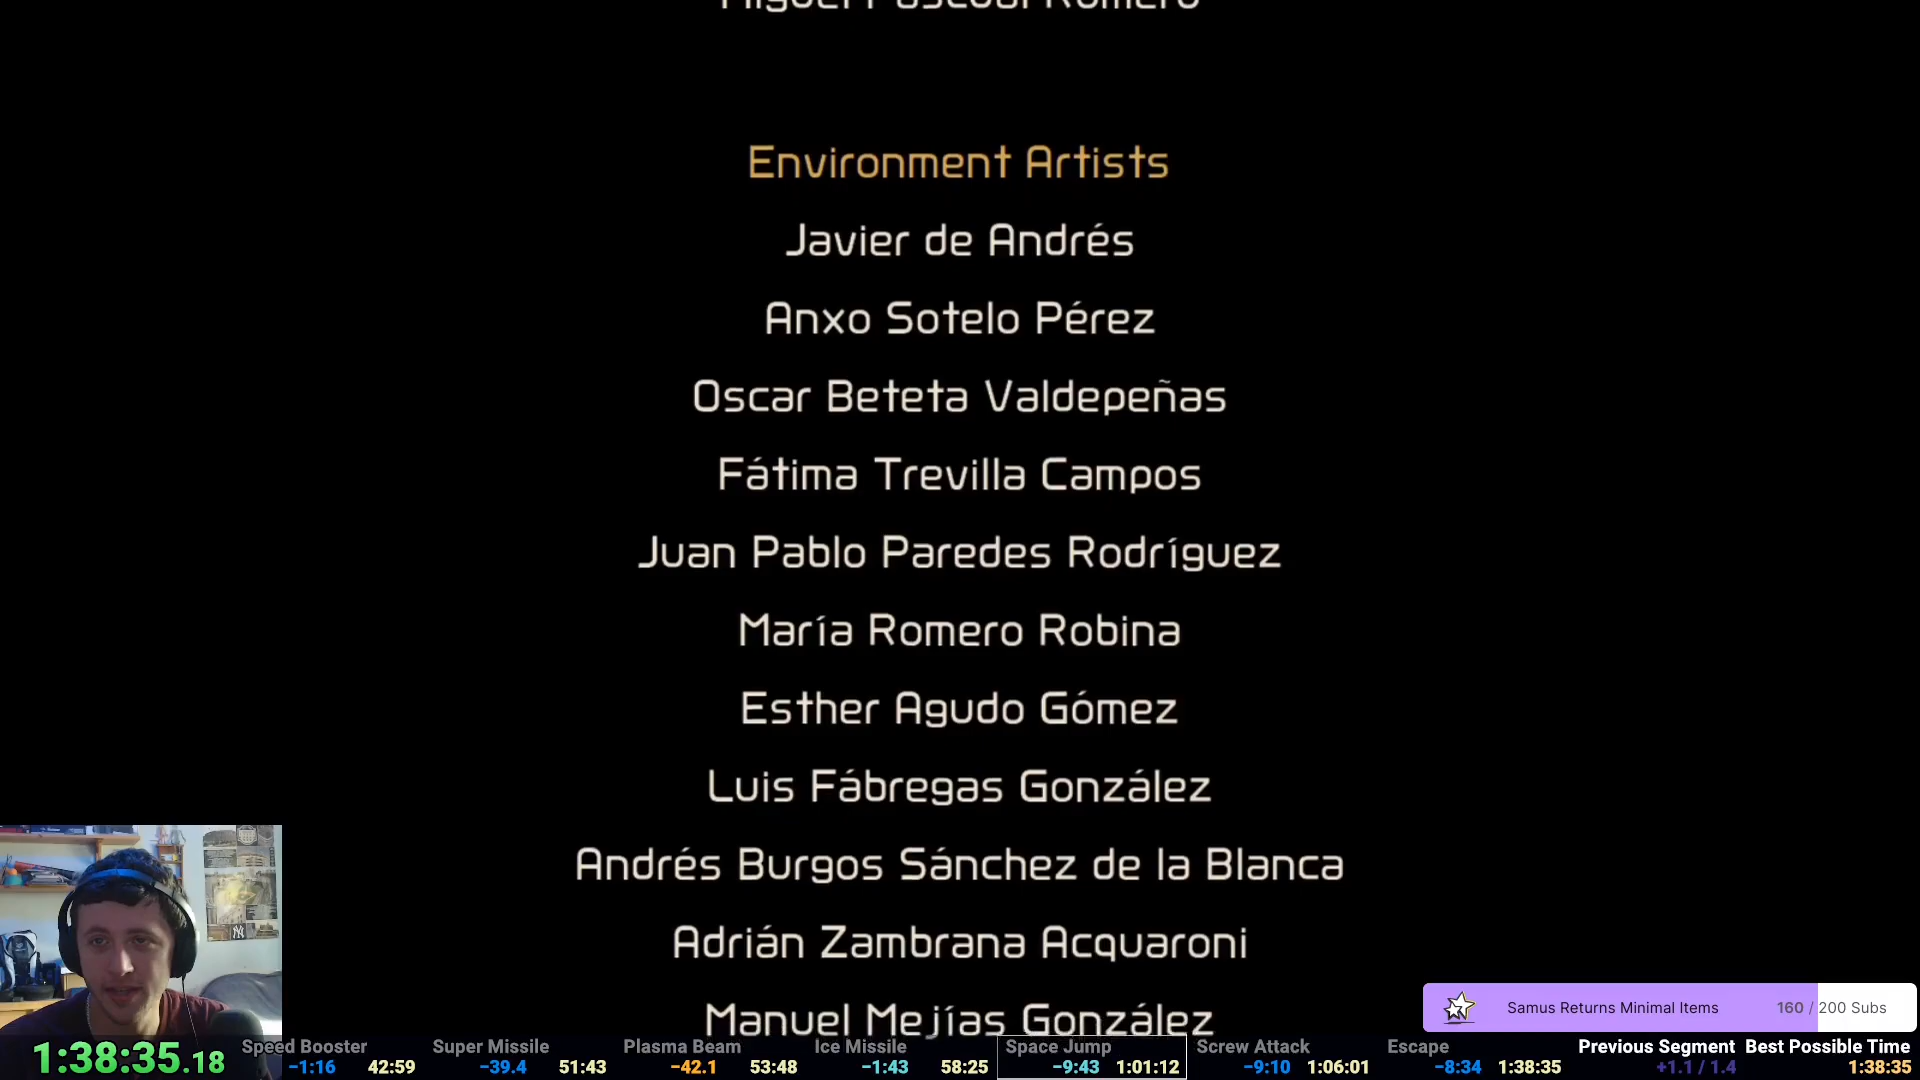 Miguel Pascual Romero
Environment Artists
Javier de Andrés
Anxo Sotelo Pérez
Oscar Beteta Valdepeñas
Fátima Trevilla Campos
Juan Pablo Paredes Rodríguez
María Romero Robina
Esther Agudo Gómez
Luis Fábregas González
Andrés Burgos Sánchez de la Blanca
Adrián Zambrana Acquaroni
Manuel Mejías González
Samus Returns Minimal Items 160 / 200 Subs
1:38:35.18
Speed Booster
−1:16 42:59
Super Missile
−39.4 51:43
Plasma Beam
−42.1 53:48
Ice Missile
−1:43 58:25
Space Jump
−9:43 1:01:12
Screw Attack
−9:10 1:06:01
Escape
−8:34 1:38:35
Previous Segment
+1.1 / 1.4
Best Possible Time
1:38:35